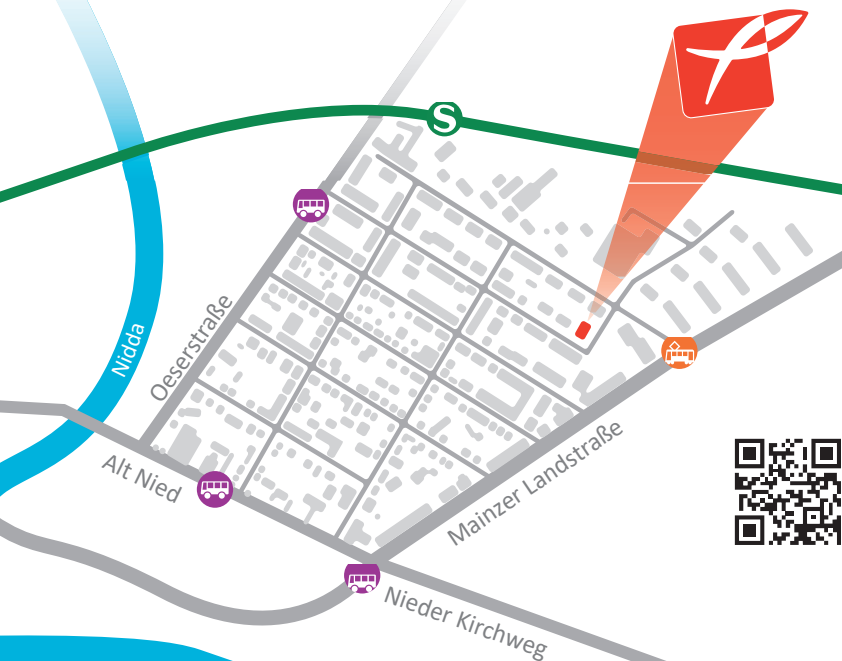 S
Oeserstraße
Nidda
Alt Nied
Mainzer Landstraße
Nieder Kirchweg